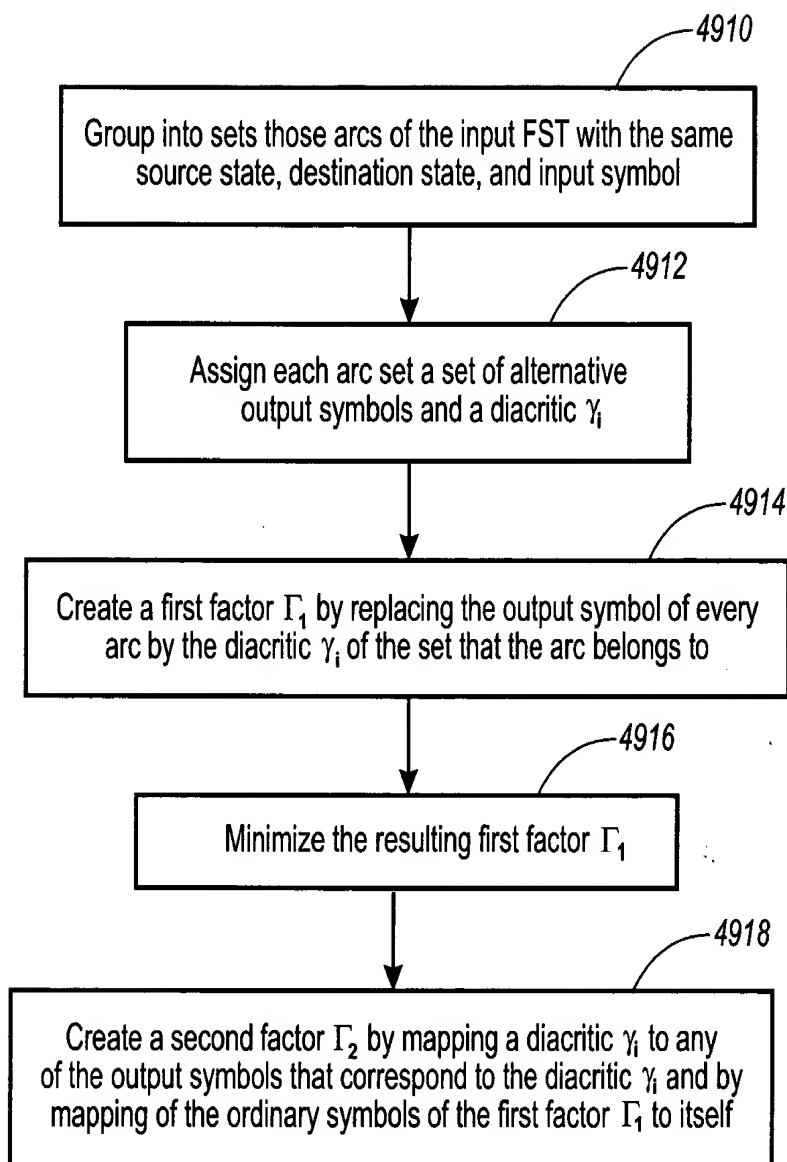 4910
Group into sets those arcs of the input FST with the same
source state, destination state, and input symbol
4912
Assign each arc set a set of alternative
output symbols and a diacritic γi
4914
Create a first factor Γ1 by replacing the output symbol of every
arc by the diacritic γi of the set that the arc belongs to
4916
Minimize the resulting first factor Γ1
4918
Create a second factor Γ2 by mapping a diacritic γi to any
of the output symbols that correspond to the diacritic γi and by
mapping of the ordinary symbols of the first factor Γ1 to itself